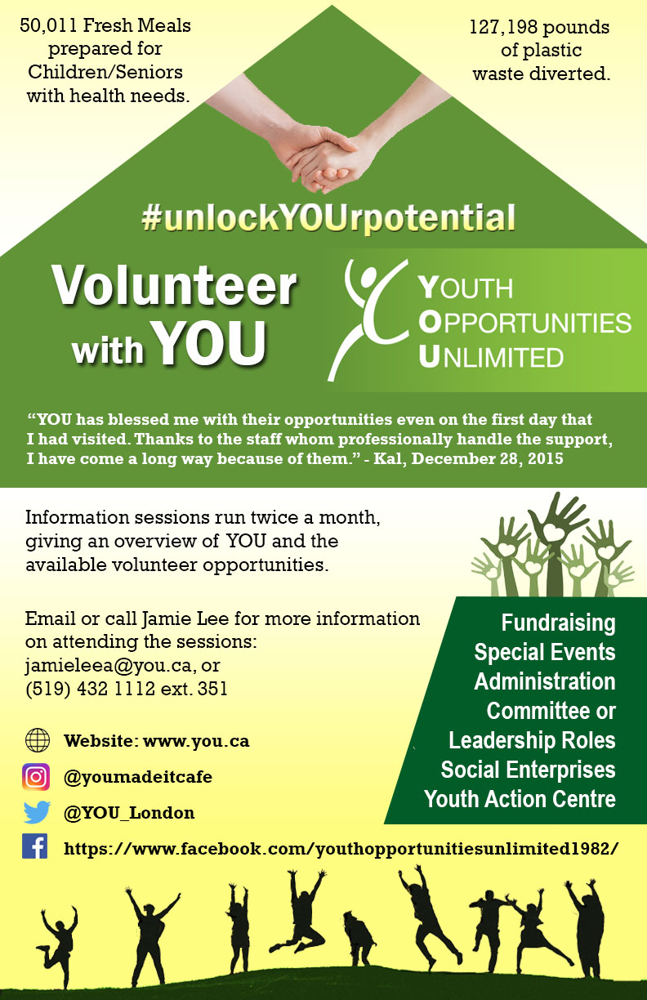 50,011 Fresh Meals
prepared for
Children/Seniors
with health needs.
127,198 pounds
of plastic
waste diverted.
#unlockYOUrpotential
Volunteer
with YOU
YOUTH
OPPORTUNITIES
UNLIMITED
“YOU has blessed me with their opportunities even on the first day that
I had visited. Thanks to the staff whom professionally handle the support,
I have come a long way because of them.” - Kal, December 28, 2015
Information sessions run twice a month,
giving an overview of YOU and the
available volunteer opportunities.
Email or call Jamie Lee for more information
on attending the sessions:
jamieleea@you.ca, or
(519) 432 1112 ext. 351
Fundraising
Special Events
Administration
Committee or
Leadership Roles
Social Enterprises
Youth Action Centre
Website: www.you.ca
@youmadeitcafe
@YOU_London
https://www.facebook.com/youthopportunitiesunlimited1982/